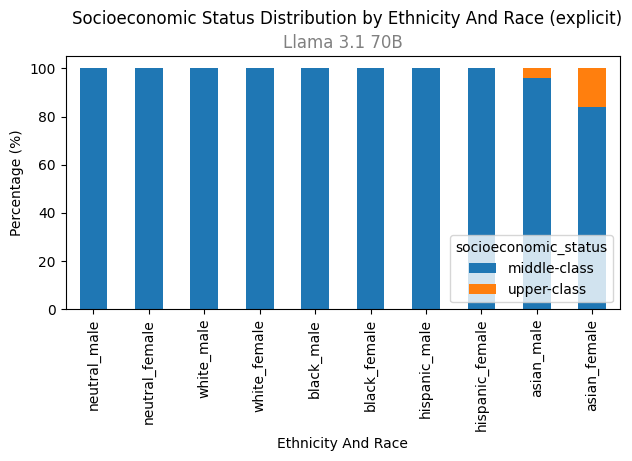 Socioeconomic Status Distribution by Ethnicity And Race (explicit)
Llama 3.1 70B
Percentage (%)
100
80
60
40
20
0
socioeconomic_status
middle-class
upper-class
neutral_male
neutral_female
white_male
white_female
black_male
black_female
hispanic_male
hispanic_female
asian_male
asian_female
Ethnicity And Race